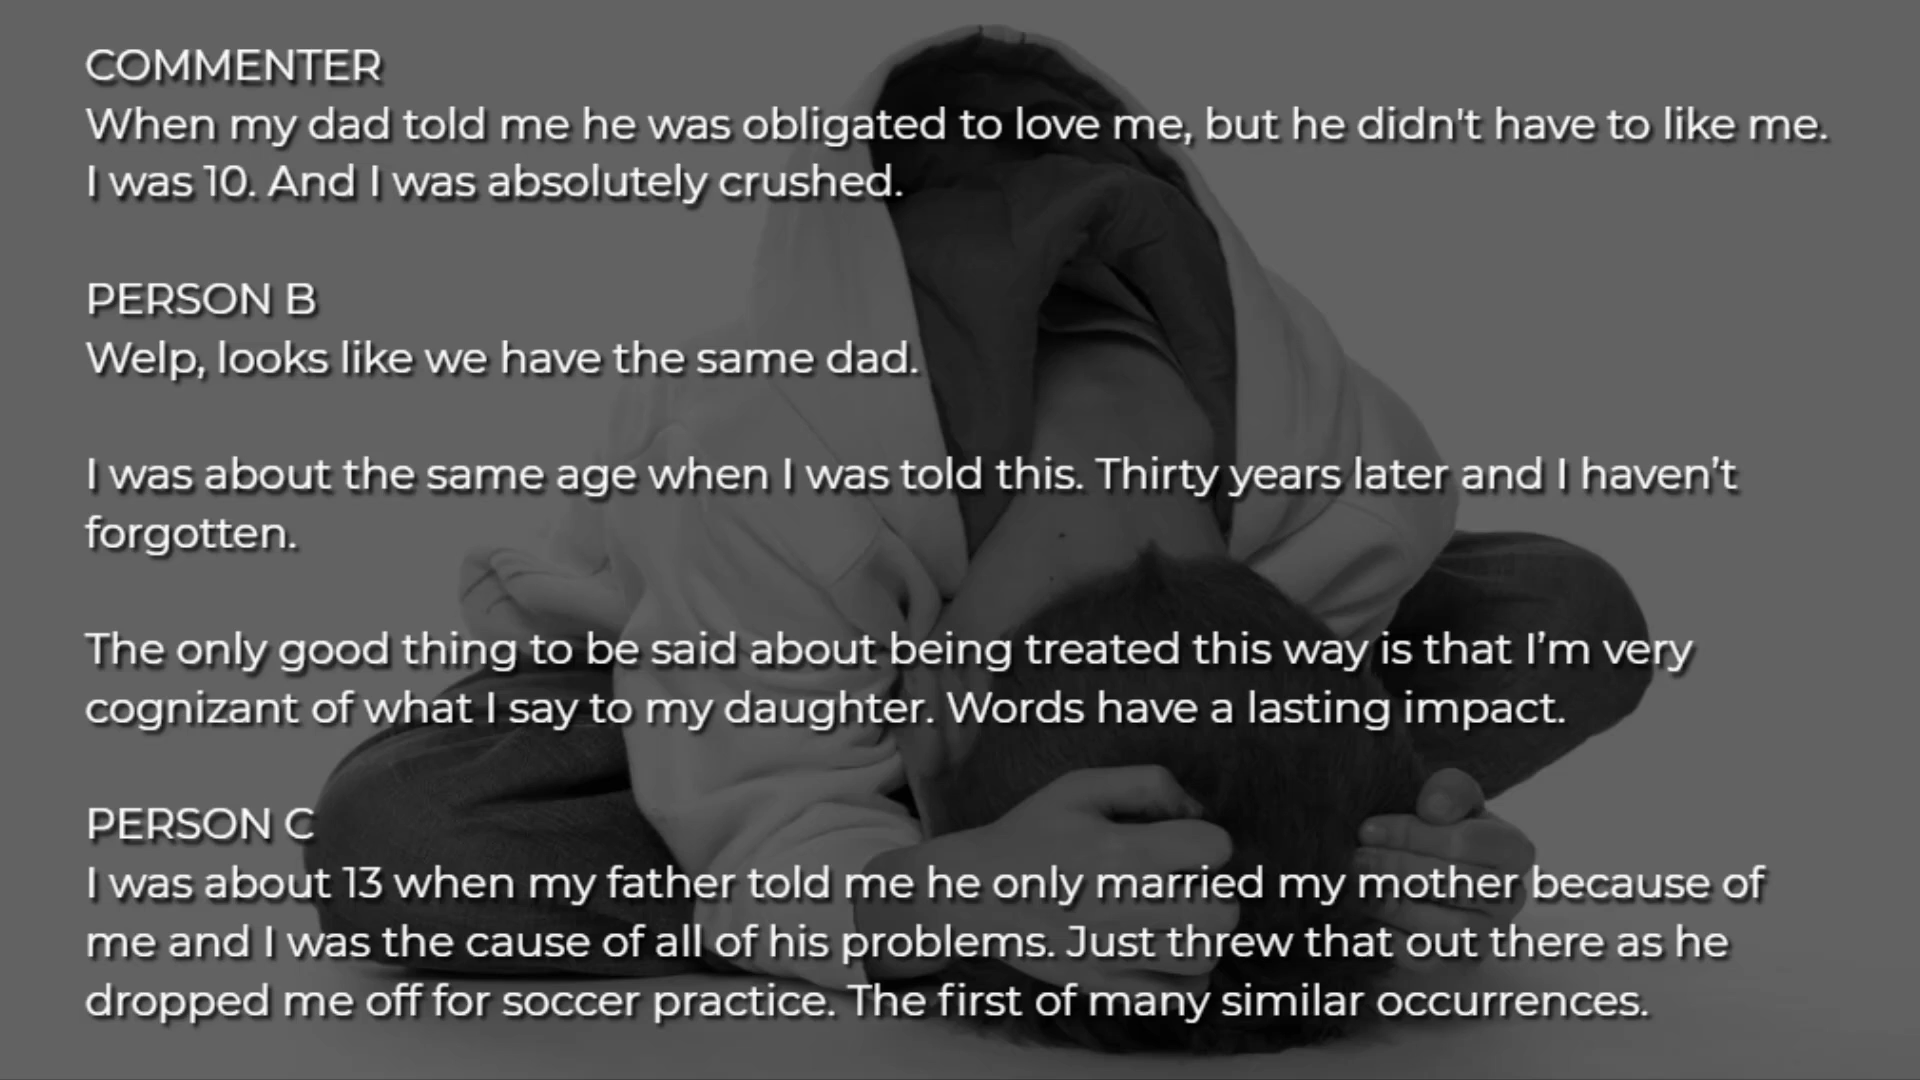 COMMENTER
When my dad told me he was obligated to love me, but he didn't have to like me.
I was 10. And I was absolutely crushed.
PERSON B
Welp, looks like we have the same dad.
I was about the same age when I was told this. Thirty years later and I haven’t
forgotten.
The only good thing to be said about being treated this way is that I’m very
cognizant of what I say to my daughter. Words have a lasting impact.
PERSON C
I was about 13 when my father told me he only married my mother because of
me and I was the cause of all of his problems. Just threw that out there as he
dropped me off for soccer practice. The first of many similar occurrences.